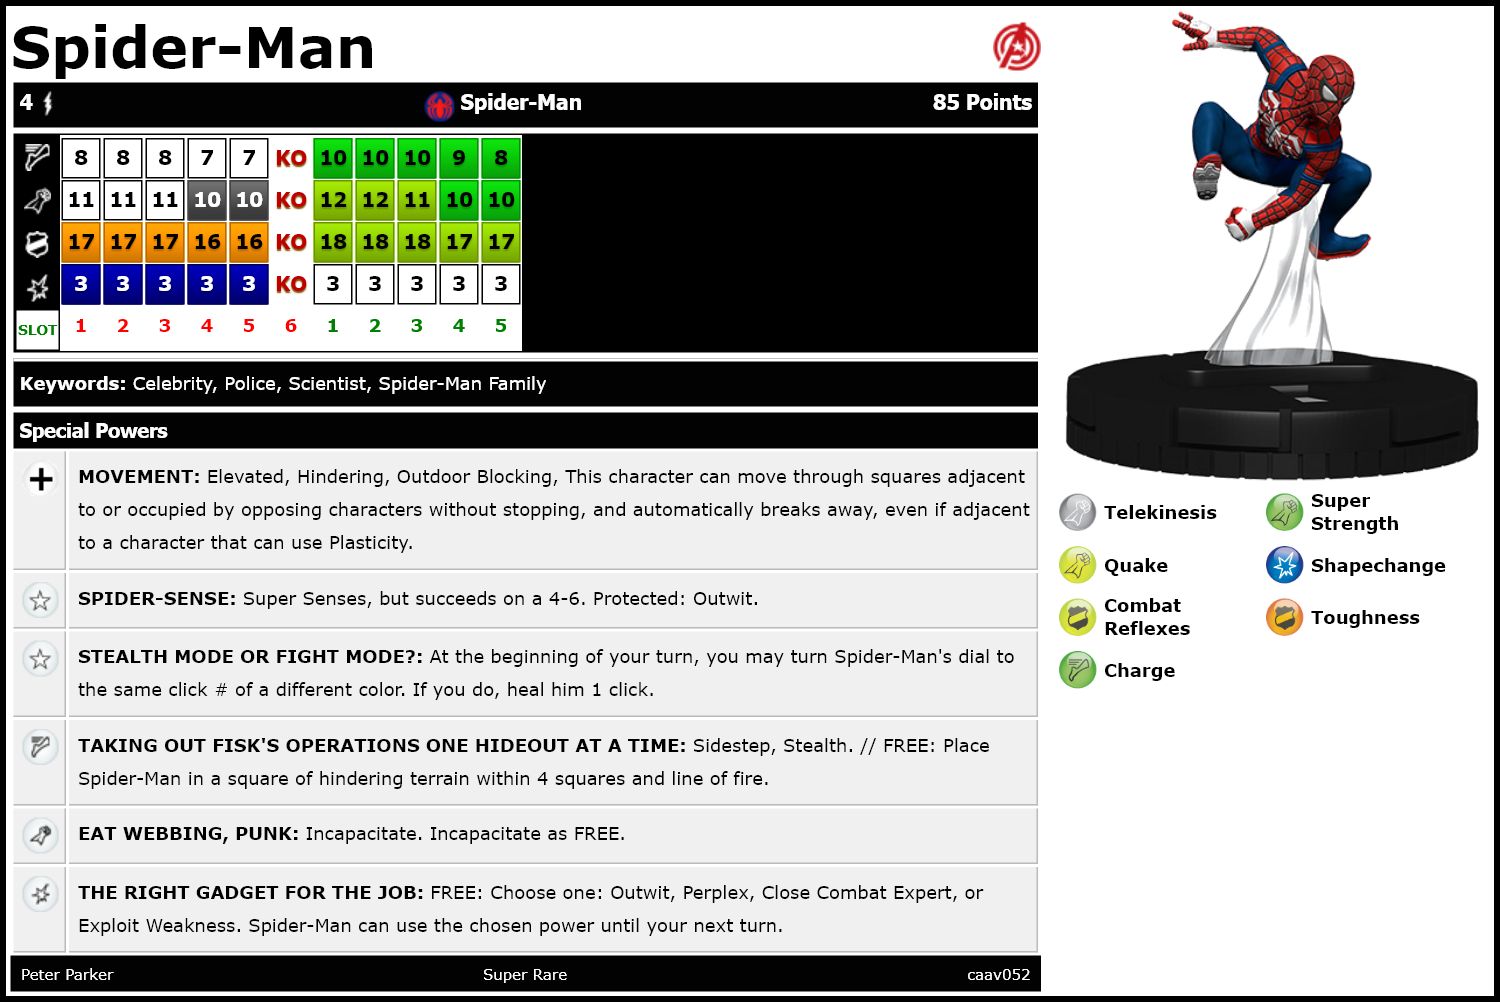 Spider-Man
4 Spider-Man 85 Points
8 8 8 7 7 KO 10 10 10 9 8
11 11 11 10 10 KO 12 12 11 10 10
17 17 17 16 16 KO 18 18 18 17 17
3 3 3 3 3 KO 3 3 3 3 3
SLOT 1 2 3 4 5 6 1 2 3 4 5
Keywords: Celebrity, Police, Scientist, Spider-Man Family
Special Powers
MOVEMENT: Elevated, Hindering, Outdoor Blocking, This character can move through squares adjacent
to or occupied by opposing characters without stopping, and automatically breaks away, even if adjacent
to a character that can use Plasticity.
SPIDER-SENSE: Super Senses, but succeeds on a 4-6. Protected: Outwit.
STEALTH MODE OR FIGHT MODE?: At the beginning of your turn, you may turn Spider-Man's dial to
the same click # of a different color. If you do, heal him 1 click.
TAKING OUT FISK'S OPERATIONS ONE HIDEOUT AT A TIME: Sidestep, Stealth. // FREE: Place
Spider-Man in a square of hindering terrain within 4 squares and line of fire.
EAT WEBBING, PUNK: Incapacitate. Incapacitate as FREE.
THE RIGHT GADGET FOR THE JOB: FREE: Choose one: Outwit, Perplex, Close Combat Expert, or
Exploit Weakness. Spider-Man can use the chosen power until your next turn.
Peter Parker Super Rare caav052
Telekinesis
Super
Strength
Quake
Shapechange
Combat
Reflexes
Toughness
Charge